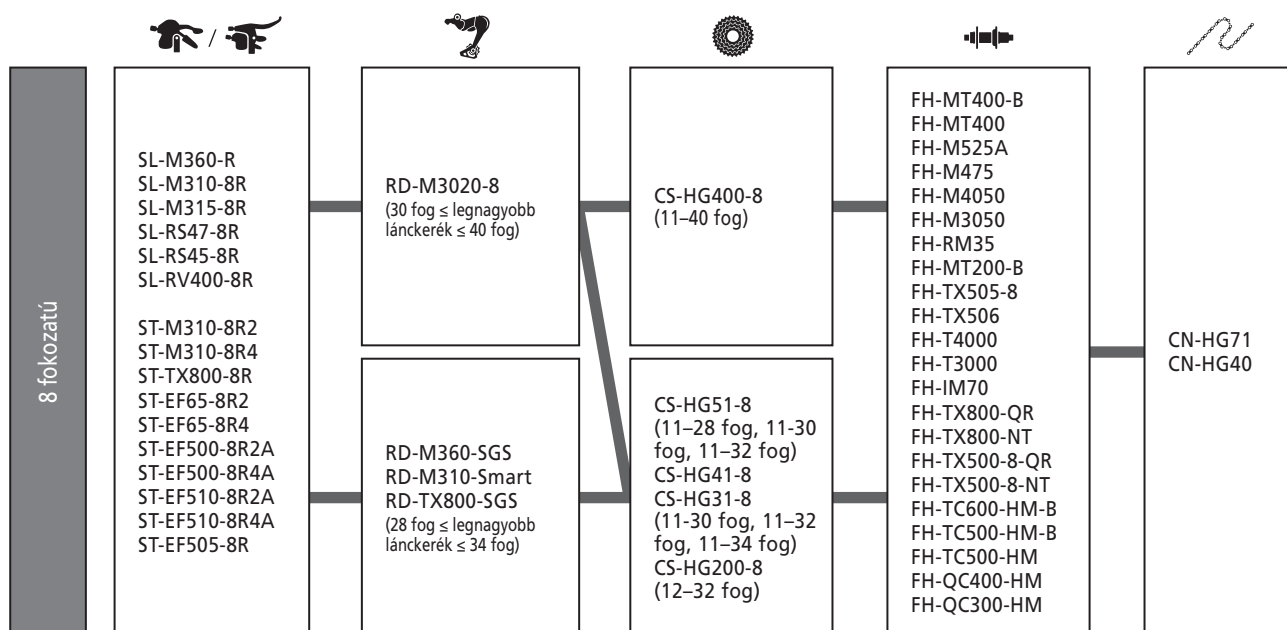 /
8 fokozatú
SL-M360-R
SL-M310-8R
SL-M315-8R
SL-RS47-8R
SL-RS45-8R
SL-RV400-8R
ST-M310-8R2
ST-M310-8R4
ST-TX800-8R
ST-EF65-8R2
ST-EF65-8R4
ST-EF500-8R2A
ST-EF500-8R4A
ST-EF510-8R2A
ST-EF510-8R4A
ST-EF505-8R
RD-M3020-8
(30 fog ≤ legnagyobb
lánckerék ≤ 40 fog)
RD-M360-SGS
RD-M310-Smart
RD-TX800-SGS
(28 fog ≤ legnagyobb
lánckerék ≤ 34 fog)
CS-HG400-8
(11–40 fog)
CS-HG51-8
(11–28 fog, 11-30
fog, 11–32 fog)
CS-HG41-8
CS-HG31-8
(11-30 fog, 11–32
fog, 11–34 fog)
CS-HG200-8
(12–32 fog)
FH-MT400-B
FH-MT400
FH-M525A
FH-M475
FH-M4050
FH-M3050
FH-RM35
FH-MT200-B
FH-TX505-8
FH-TX506
FH-T4000
FH-T3000
FH-IM70
FH-TX800-QR
FH-TX800-NT
FH-TX500-8-QR
FH-TX500-8-NT
FH-TC600-HM-B
FH-TC500-HM-B
FH-TC500-HM
FH-QC400-HM
FH-QC300-HM
CN-HG71
CN-HG40